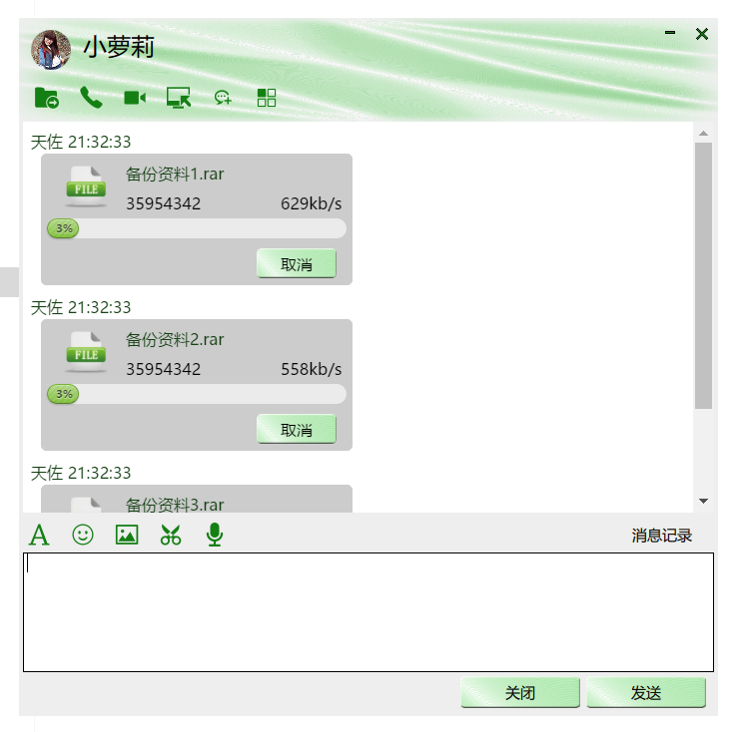 小萝莉
天佐 21:32:33
备份资料1.rar
FILE
35954342 629kb/s
3%
取消
天佐 21:32:33
备份资料2.rar
FILE
35954342 558kb/s
3%
取消
天佐 21:32:33
备份资料3.rar
A 消息记录
关闭 发送